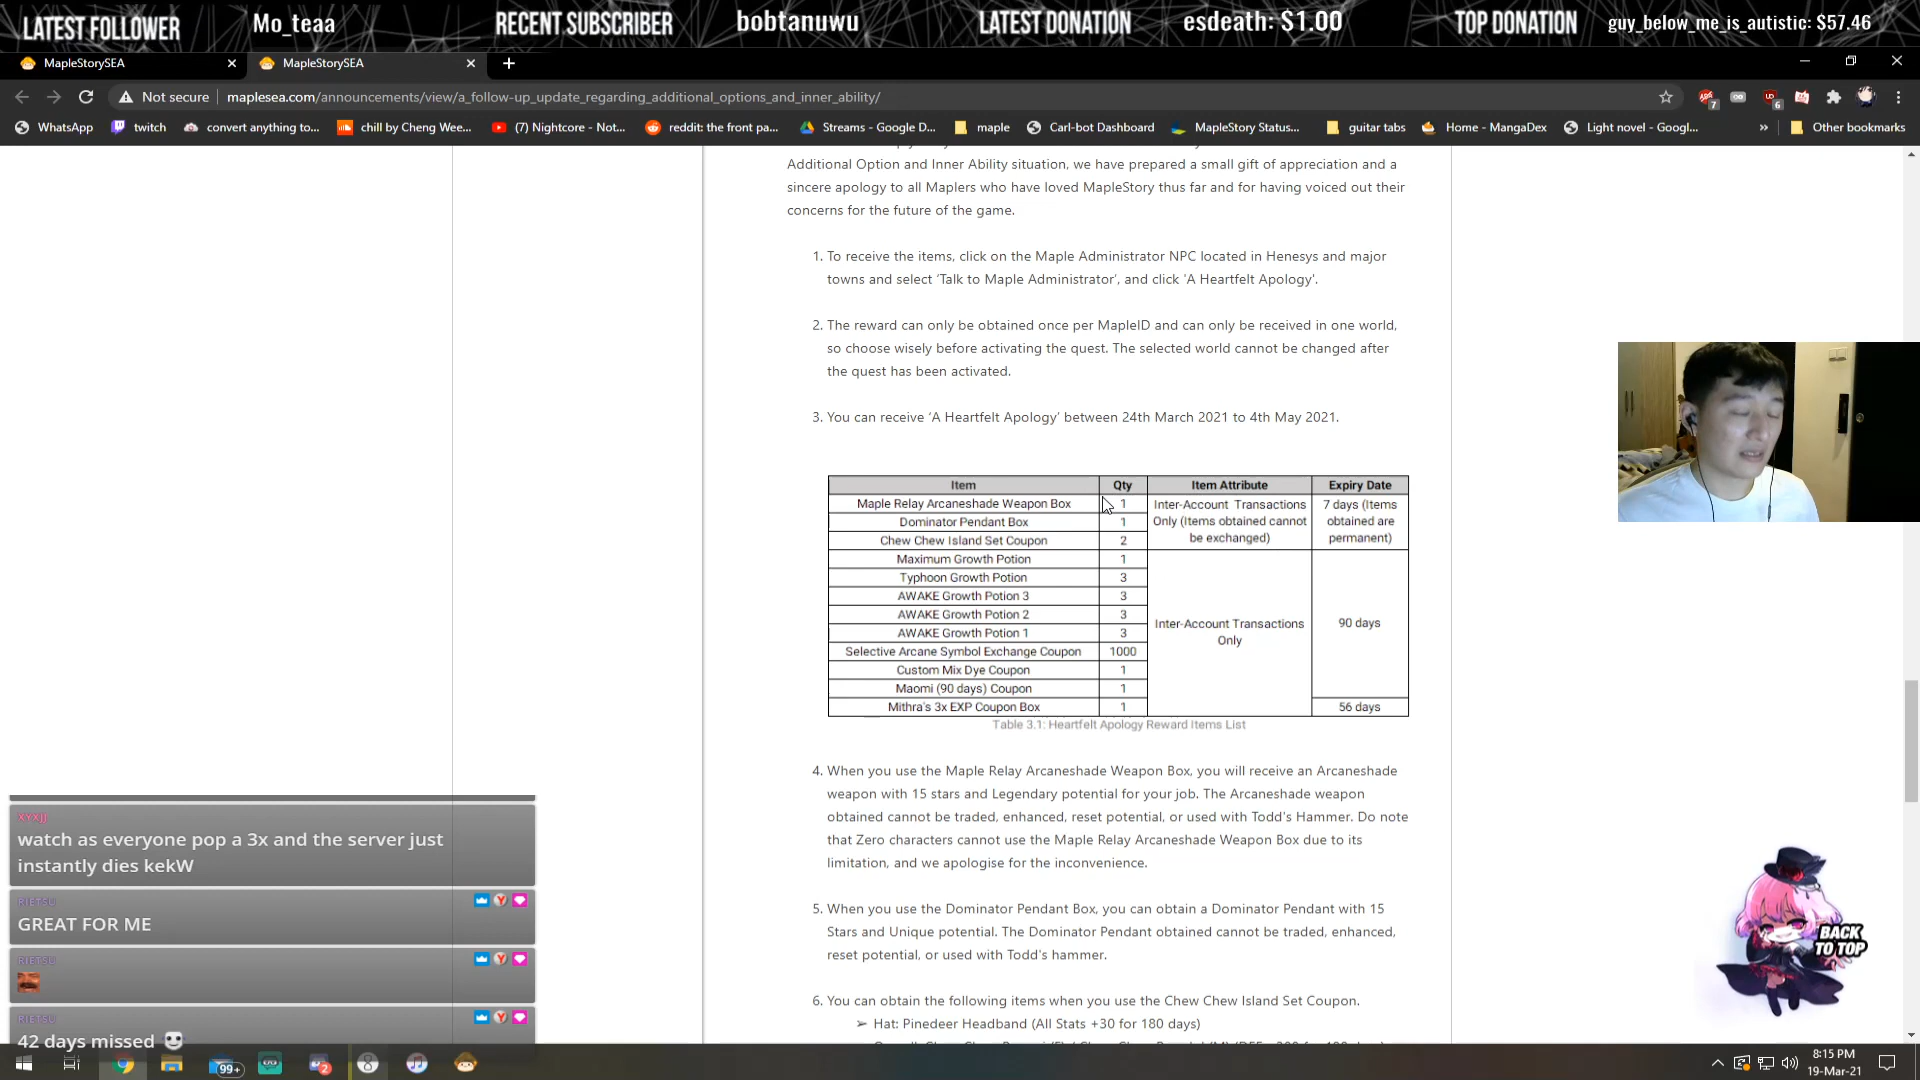 LATEST FOLLOWER Mo_teaa RECENT SUBSCRIBER bobtanuwu LATEST DONATION esdeath: $1.00 TOP DONATION guy_below_me_is_autistic: $57.46
MapleStorySEA MapleStorySEA
Not secure maplesea.com/announcements/view/a_follow-up_update_regarding_additional_options_and_inner_ability/
7 6
WhatsApp twitch convert anything to... chill by Cheng Wee... (7) Nightcore - Not... reddit: the front pa... Streams - Google D... maple Carl-bot Dashboard MapleStory Status... guitar tabs Home - MangaDex Light novel - Googl... » Other bookmarks
Additional Option and Inner Ability situation, we have prepared a small gift of appreciation and a
sincere apology to all Maplers who have loved MapleStory thus far and for having voiced out their
concerns for the future of the game.
1. To receive the items, click on the Maple Administrator NPC located in Henesys and major
towns and select 'Talk to Maple Administrator', and click 'A Heartfelt Apology'.
2. The reward can only be obtained once per MapleID and can only be received in one world,
so choose wisely before activating the quest. The selected world cannot be changed after
the quest has been activated.
3. You can receive 'A Heartfelt Apology' between 24th March 2021 to 4th May 2021.
Item Qty Item Attribute Expiry Date
Maple Relay Arcaneshade Weapon Box 1 Inter-Account Transactions 7 days (Items
Dominator Pendant Box 1 Only (Items obtained cannot obtained are
Chew Chew Island Set Coupon 2 be exchanged) permanent)
Maximum Growth Potion 1
Typhoon Growth Potion 3
AWAKE Growth Potion 3 3
AWAKE Growth Potion 2 3 Inter-Account Transactions 90 days
AWAKE Growth Potion 1 3 Only
Selective Arcane Symbol Exchange Coupon 1000
Custom Mix Dye Coupon 1
Maomi (90 days) Coupon 1
Mithra's 3x EXP Coupon Box 1 56 days
Table 3.1: Heartfelt Apology Reward Items List
4. When you use the Maple Relay Arcaneshade Weapon Box, you will receive an Arcaneshade
weapon with 15 stars and Legendary potential for your job. The Arcaneshade weapon
obtained cannot be traded, enhanced, reset potential, or used with Todd's Hammer. Do note
that Zero characters cannot use the Maple Relay Arcaneshade Weapon Box due to its
limitation, and we apologise for the inconvenience.
5. When you use the Dominator Pendant Box, you can obtain a Dominator Pendant with 15
Stars and Unique potential. The Dominator Pendant obtained cannot be traded, enhanced,
reset potential, or used with Todd's hammer.
6. You can obtain the following items when you use the Chew Chew Island Set Coupon.
➢ Hat: Pinedeer Headband (All Stats +30 for 180 days)
XYXJJ
watch as everyone pop a 3x and the server just
instantly dies kekW
RIETSU
GREAT FOR ME
RIETSU
RIETSU
42 days missed
BACK
TO TOP
99+ 2
8:15 PM
19-Mar-21